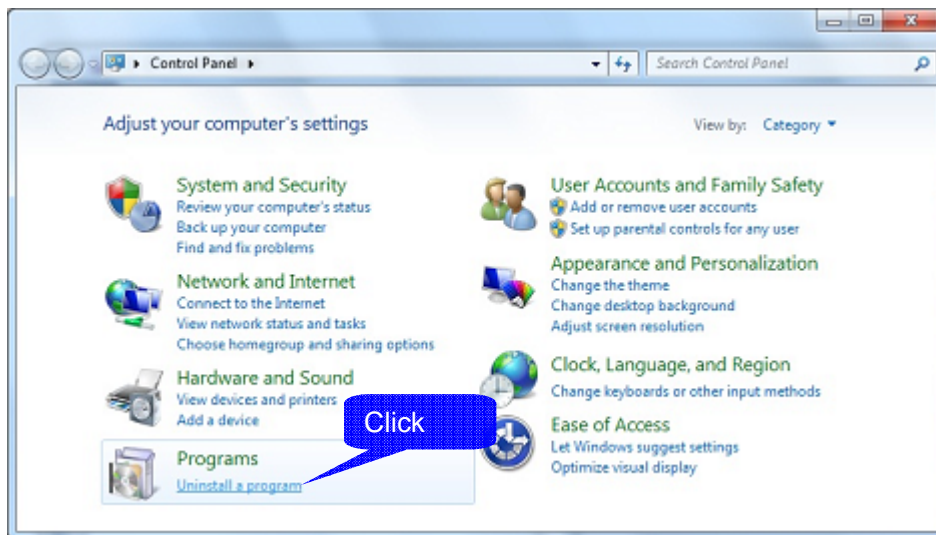 Control Panel
Search Control Panel
Adjust your computer's settings
View by: Category
System and Security
Review your computer's status
Back up your computer
Find and fix problems
Network and Internet
Connect to the Internet
View network status and tasks
Choose homegroup and sharing options
Hardware and Sound
View devices and printers
Add a device
Click
Programs
Uninstall a program
User Accounts and Family Safety
Add or remove user accounts
Set up parental controls for any user
Appearance and Personalization
Change the theme
Change desktop background
Adjust screen resolution
Clock, Language, and Region
Change keyboards or other input methods
Ease of Access
Let Windows suggest settings
Optimize visual display